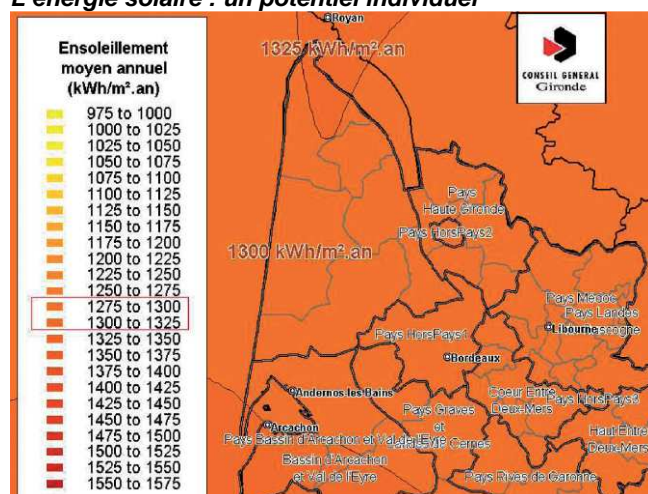 L'énergie solaire : un potentiel individuel
Ensoleillement
moyen annuel
(kWh/m².an)
975 to 1000
1000 to 1025
1025 to 1050
1050 to 1075
1075 to 1100
1100 to 1125
1125 to 1150
1150 to 1175
1175 to 1200
1200 to 1225
1225 to 1250
1250 to 1275
1275 to 1300
1300 to 1325
1325 to 1350
1350 to 1375
1375 to 1400
1400 to 1425
1425 to 1450
1450 to 1475
1475 to 1500
1500 to 1525
1525 to 1550
1550 to 1575
Royan
1325 kWh/m².an
CONSEIL GENERAL
Gironde
Pays
Haute Gironde
Pays HorsPays2
1300 kWh/m².an
Pays Médoc
Pays Landes
Libourne
Pays HorsPays1
Bordeaux
Andernos les Bains
Coeur Entre
Deux-Mers
Pays Graves
et
Arcachon
Pays Bassin d'Arcachon et Val de l'Eyre
Haut Entre
Deux-Mers
Bassin d'Arcachon
et Val de l'Eyre
Pays Rives de Garonne